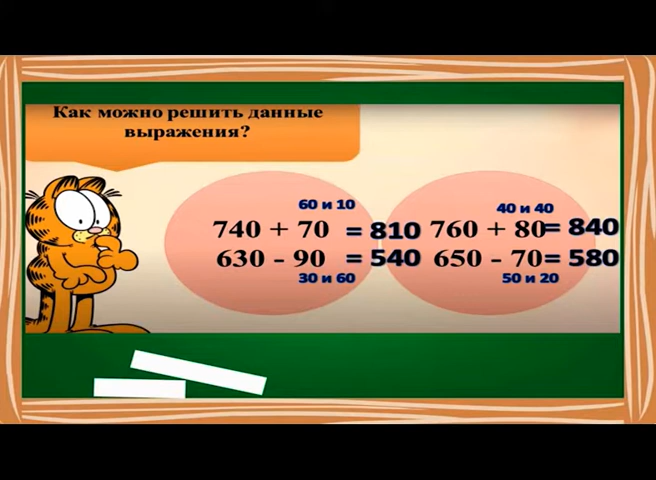 Как можно решить данные
выражения?
60 и 10
740 + 70 = 810
630 - 90 = 540
30 и 60
40 и 40
760 + 80 = 840
650 - 70 = 580
50 и 20